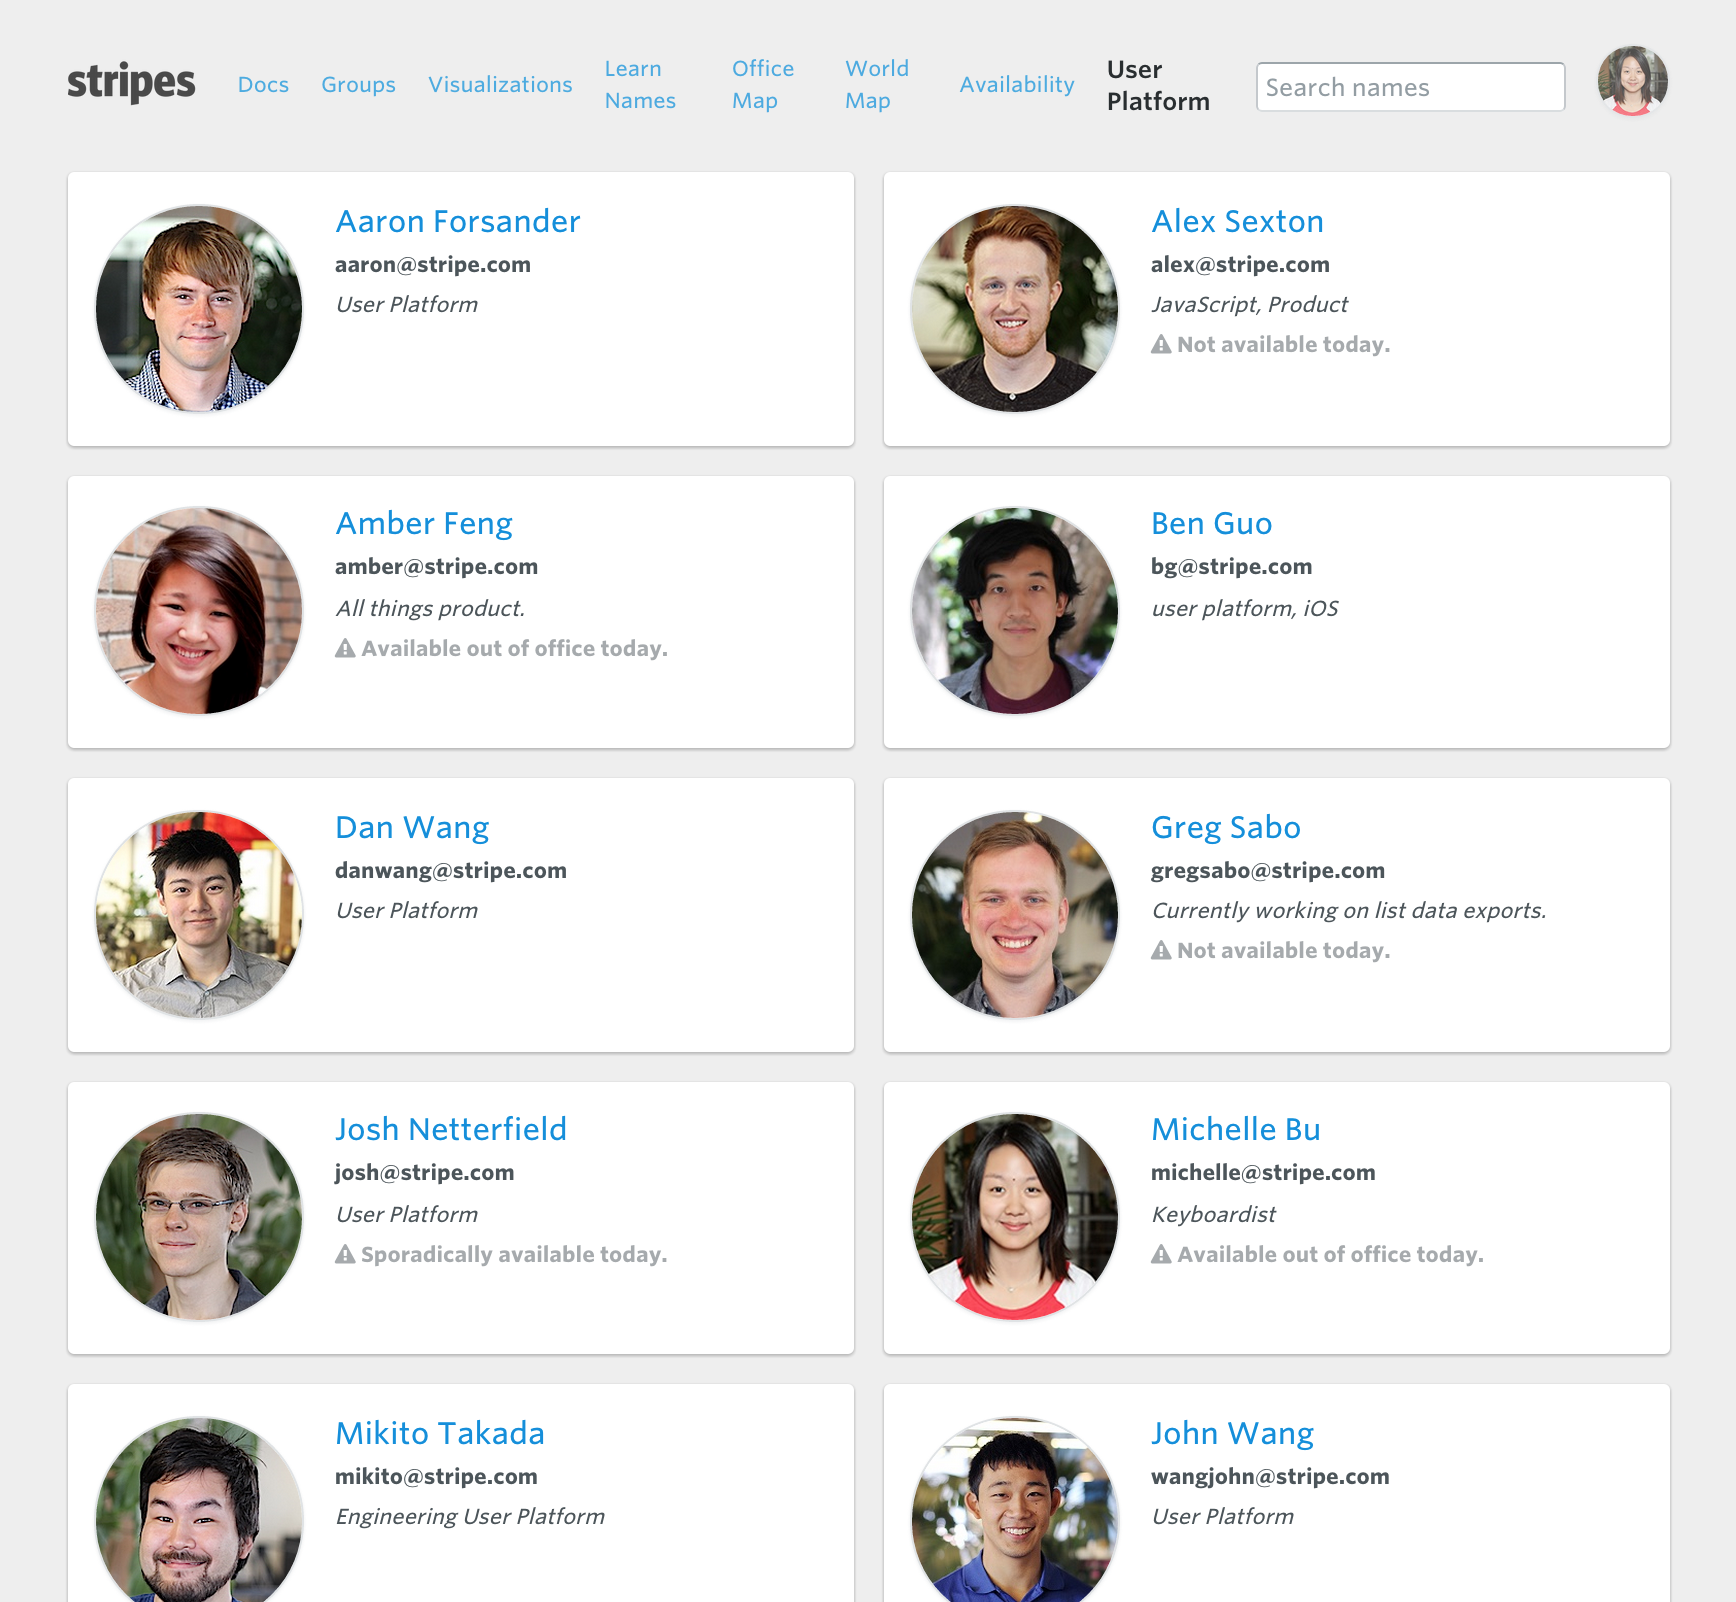 stripes
Docs
Groups
Visualizations
Learn
Names
Office
Map
World
Map
Availability
User
Platform
Search names
Aaron Forsander
aaron@stripe.com
User Platform
Alex Sexton
alex@stripe.com
JavaScript, Product
Not available today.
Amber Feng
amber@stripe.com
All things product.
Available out of office today.
Ben Guo
bg@stripe.com
user platform, iOS
Dan Wang
danwang@stripe.com
User Platform
Greg Sabo
gregsabo@stripe.com
Currently working on list data exports.
Not available today.
Josh Netterfield
josh@stripe.com
User Platform
Sporadically available today.
Michelle Bu
michelle@stripe.com
Keyboardist
Available out of office today.
Mikito Takada
mikito@stripe.com
Engineering User Platform
John Wang
wangjohn@stripe.com
User Platform